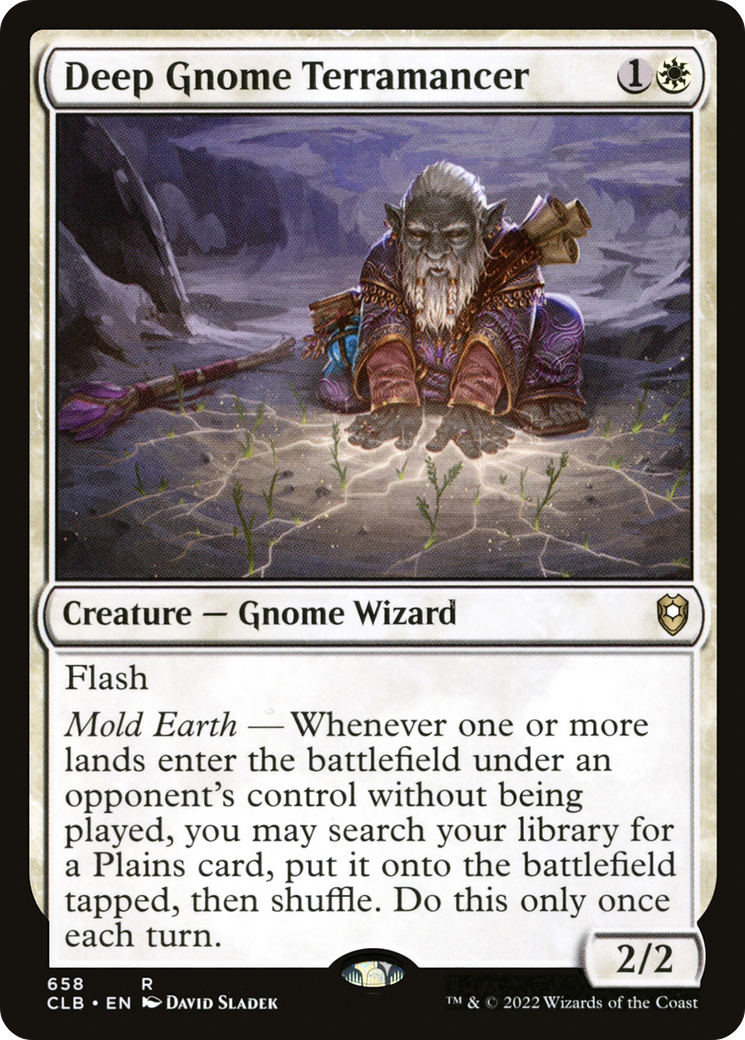 Deep Gnome Terramancer 1
Creature — Gnome Wizard
Flash
Mold Earth — Whenever one or more
lands enter the battlefield under an
opponent's control without being
played, you may search your library for
a Plains card, put it onto the battlefield
tapped, then shuffle. Do this only once
each turn.
2/2
658 R
CLB • EN David Sladek
™ & © 2022 Wizards of the Coast